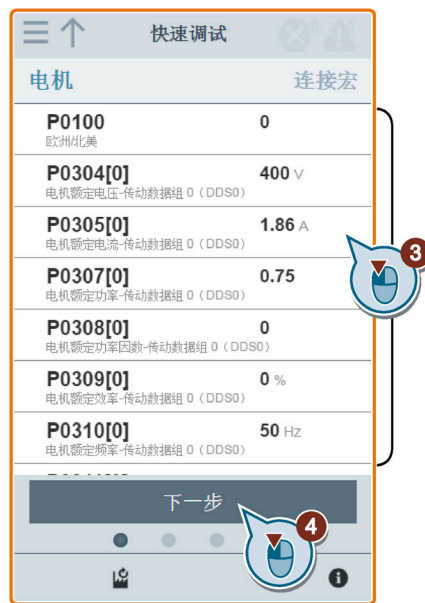 快速调试
电机 连接宏
P0100 0
欧洲/北美
P0304[0] 400 V
电机额定电压-传动数据组 0（DDS0）
P0305[0] 1.86 A
电机额定电流-传动数据组 0（DDS0）
3
P0307[0] 0.75
电机额定功率-传动数据组 0（DDS0）
P0308[0] 0
电机额定功率因数-传动数据组 0（DDS0）
P0309[0] 0 %
电机额定效率-传动数据组 0（DDS0）
P0310[0] 50 Hz
电机额定频率-传动数据组 0（DDS0）
下一步
4